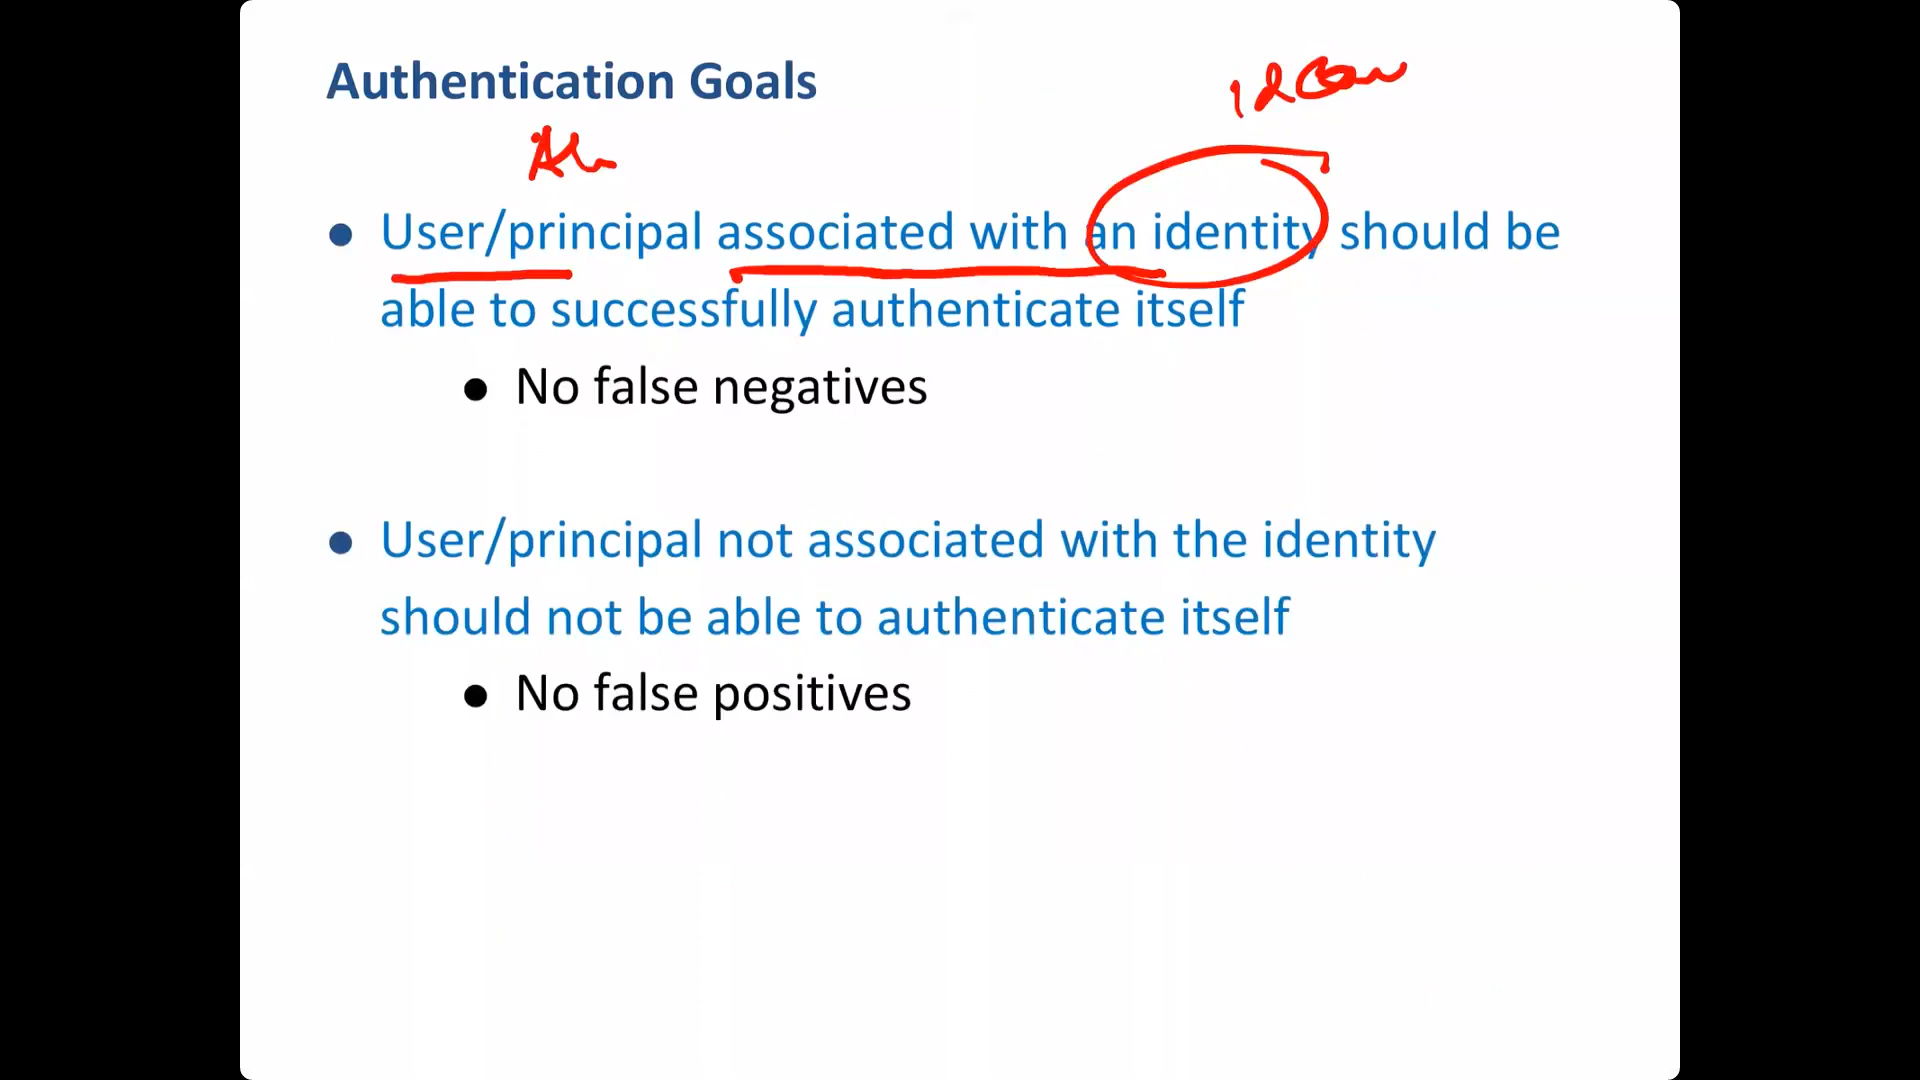 Authentication Goals
User/principal associated with an identity should be
able to successfully authenticate itself
No false negatives
User/principal not associated with the identity
should not be able to authenticate itself
No false positives